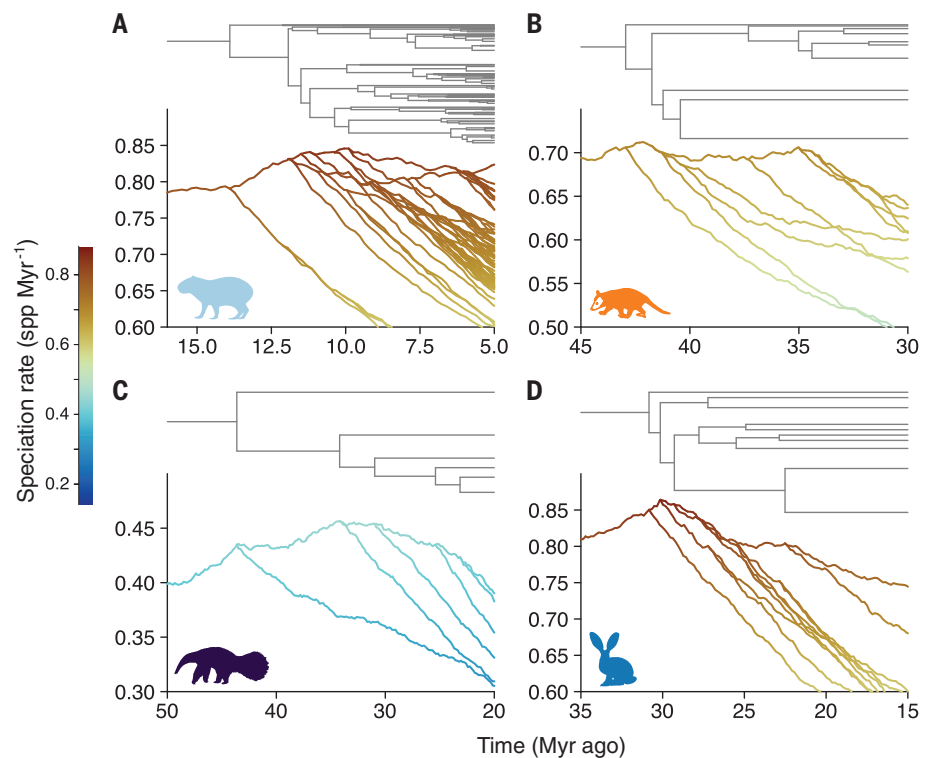 A
0.85
0.80
0.75
0.70
0.65
0.60
15.0 12.5 10.0 7.5 5.0
B
0.70
0.65
0.60
0.55
0.50
45 40 35 30
Speciation rate (spp Myr-1)
0.8
0.6
0.4
0.2
C
0.45
0.40
0.35
0.30
50 40 30 20
D
0.85
0.80
0.75
0.70
0.65
0.60
35 30 25 20 15
Time (Myr ago)